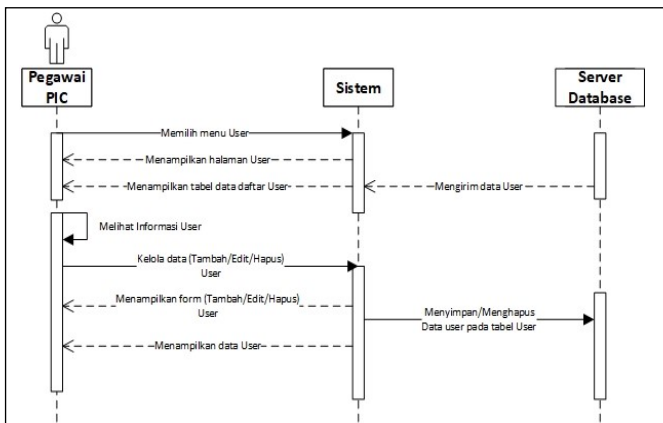 Pegawai
PIC
Sistem
Server
Database
Memilih menu User
Menampilkan halaman User
Menampilkan tabel data daftar User
Mengirim data User
Melihat Informasi User
Kelola data (Tambah/Edit/Hapus)
User
Menampilkan form (Tambah/Edit/Hapus)
User
Menyimpan/Menghapus
Data user pada tabel User
Menampilkan data User